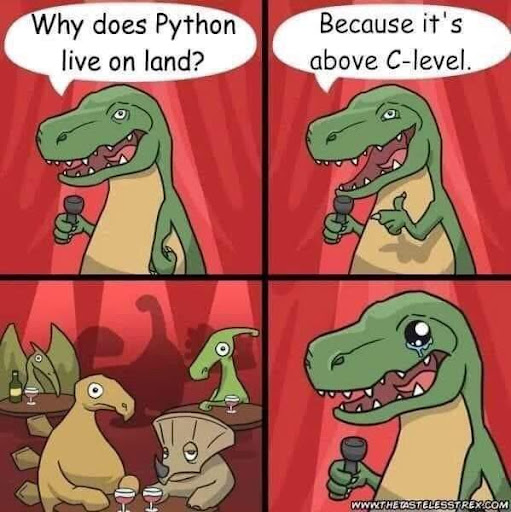 Why does Python
live on land?
Because it's
above C-level.
WWW.THETASTELESSTREX.COM